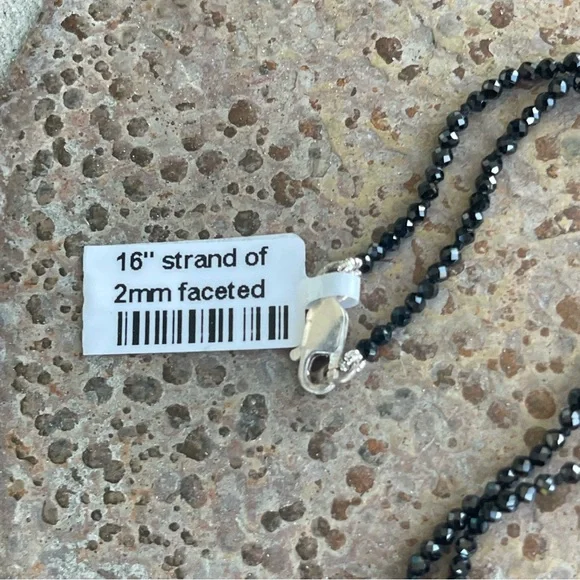 16" strand of
2mm faceted